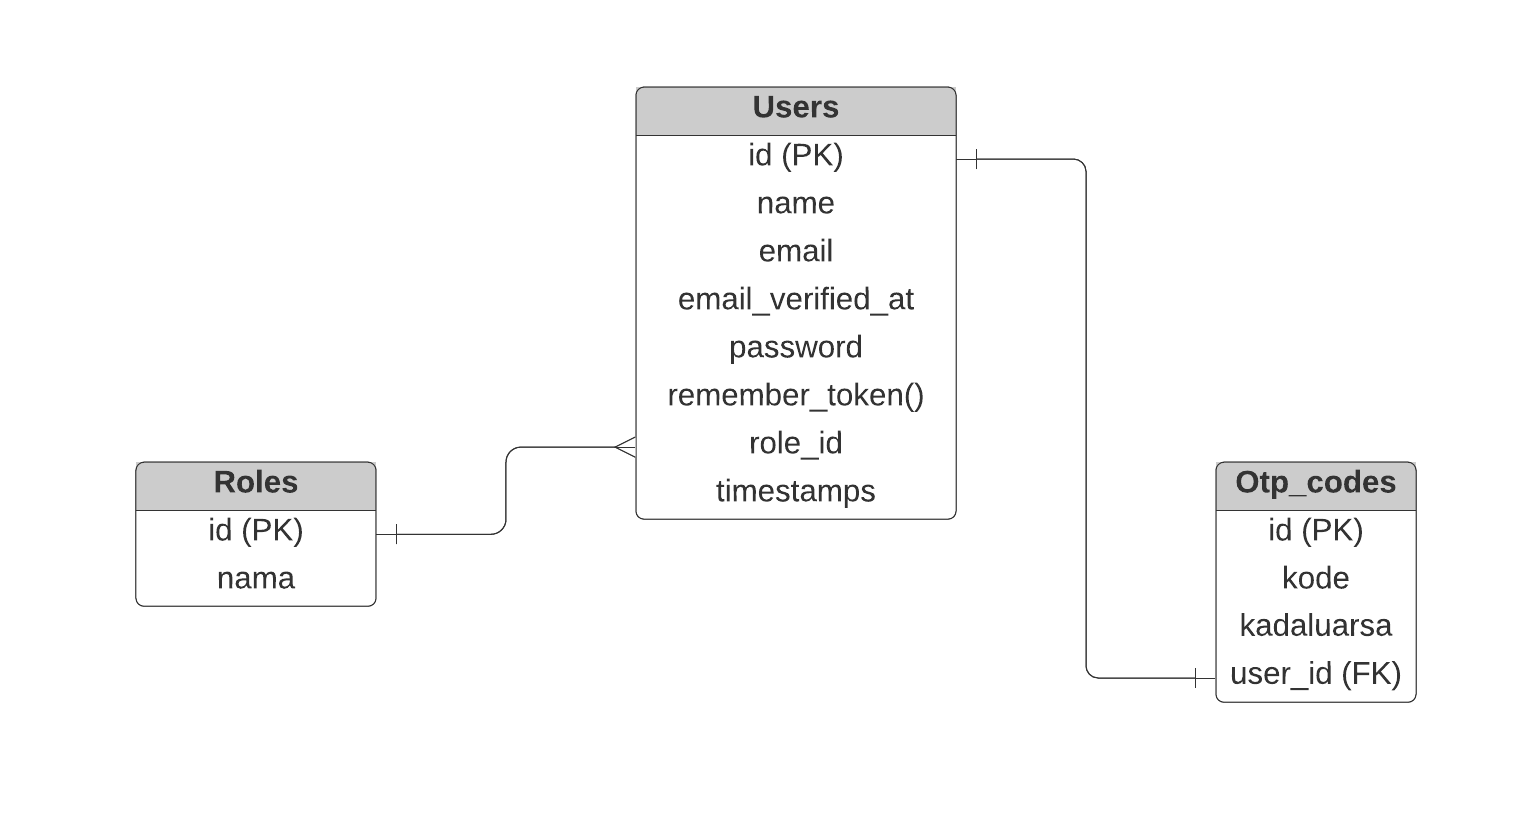 Users
id (PK)
name
email
email_verified_at
password
remember_token()
role_id
timestamps
Roles
id (PK)
nama
Otp_codes
id (PK)
kode
kadaluarsa
user_id (FK)